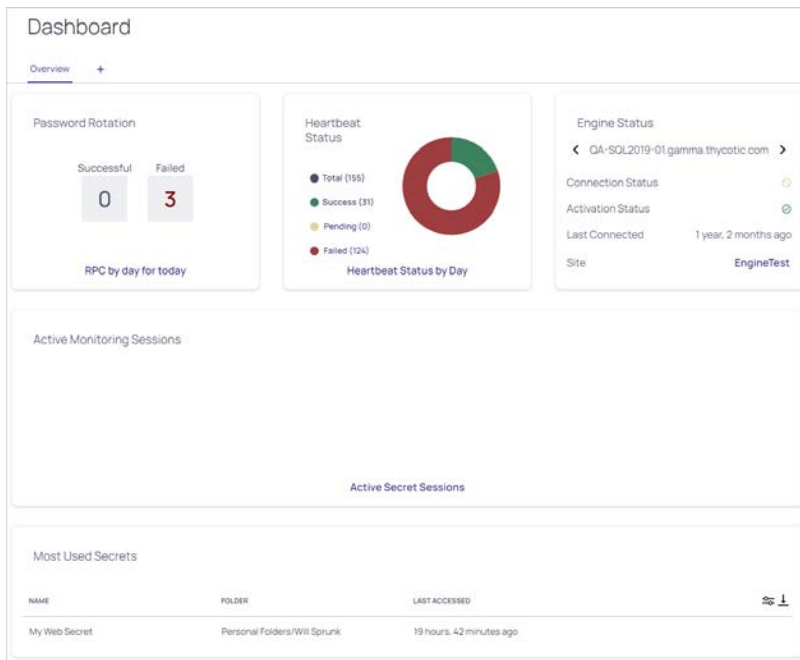 Dashboard
Overview
+
Password Rotation
Successful
Failed
0
3
RPC by day for today
Heartbeat
Status
Total (155)
Success (31)
Pending (0)
Failed (124)
Heartbeat Status by Day
Engine Status
QA-SQL2019-01.gamma.thycotic.com
Connection Status
Activation Status
Last Connected 1 year, 2 months ago
Site EngineTest
Active Monitoring Sessions
Active Secret Sessions
Most Used Secrets
NAME FOLDER LAST ACCESSED
My Web Secret Personal Folders/Will Sprunk 19 hours, 42 minutes ago